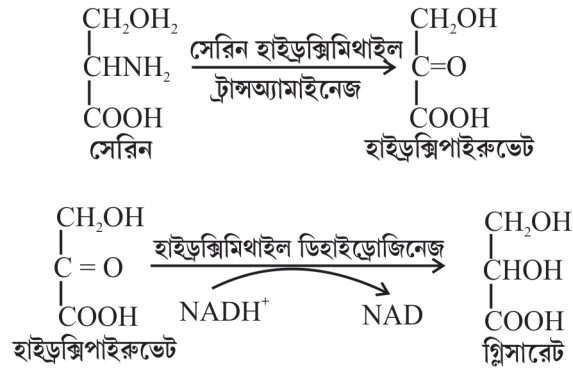 CH₂OH₂
CHNH₂
COOH
সেরিন
সেরিন হাইড্রক্সিমিথাইল
ট্রান্সঅ্যামাইনেজ
CH₂OH
C=O
COOH
হাইড্রক্সিপাইরুভেট
CH₂OH
C = O
COOH
হাইড্রক্সিপাইরুভেট
হাইড্রক্সিমিথাইল ডিহাইড্রোজিনেজ
NADH⁺
NAD
CH₂OH
CHOH
COOH
গ্লিসারেট